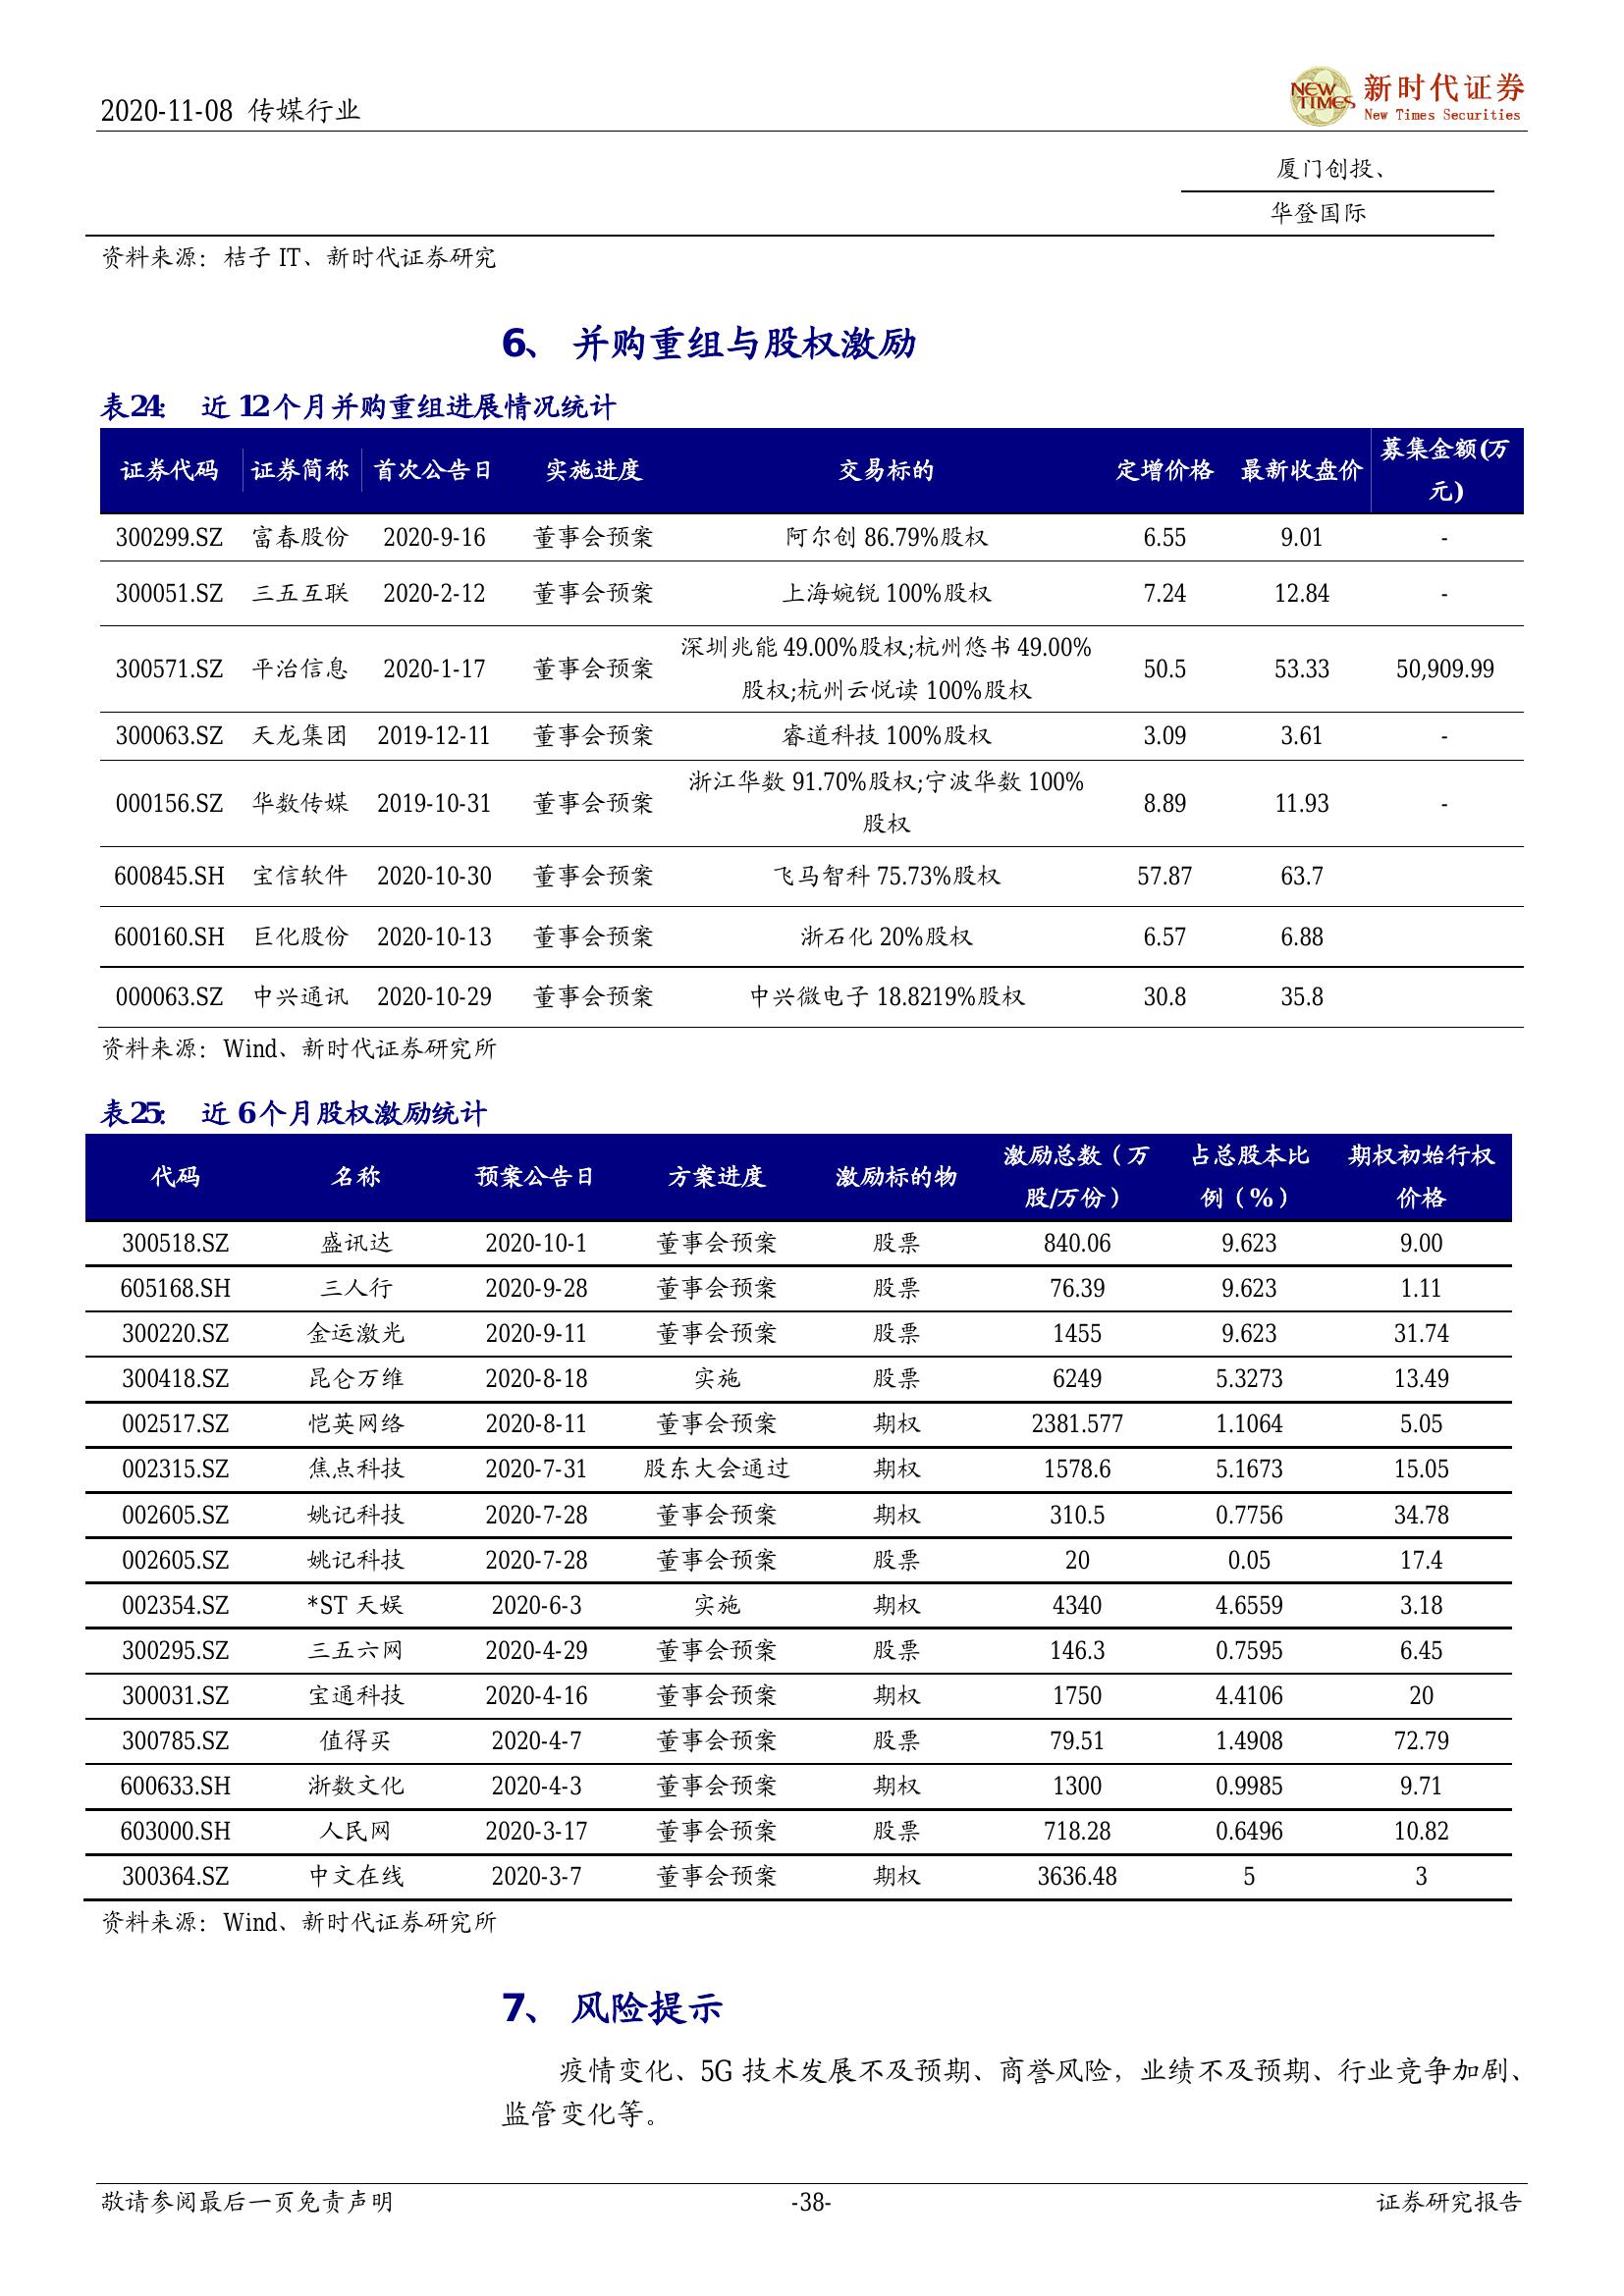 2020-11-08 传媒行业
NEW TIMES 新时代证券
New Times Securities
厦门创投、
华登国际
资料来源：桔子 IT、新时代证券研究
6、 并购重组与股权激励
表24： 近 12 个月并购重组进展情况统计
证券代码 证券简称 首次公告日 实施进度 交易标的 定增价格 最新收盘价 募集金额(万元)
300299.SZ 富春股份 2020-9-16 董事会预案 阿尔创 86.79%股权 6.55 9.01 -
300051.SZ 三五互联 2020-2-12 董事会预案 上海婉锐 100%股权 7.24 12.84 -
300571.SZ 平治信息 2020-1-17 董事会预案 深圳兆能 49.00%股权;杭州悠书 49.00%股权;杭州云悦读 100%股权 50.5 53.33 50,909.99
300063.SZ 天龙集团 2019-12-11 董事会预案 睿道科技 100%股权 3.09 3.61 -
000156.SZ 华数传媒 2019-10-31 董事会预案 浙江华数 91.70%股权;宁波华数 100%股权 8.89 11.93 -
600845.SH 宝信软件 2020-10-30 董事会预案 飞马智科 75.73%股权 57.87 63.7
600160.SH 巨化股份 2020-10-13 董事会预案 浙石化 20%股权 6.57 6.88
000063.SZ 中兴通讯 2020-10-29 董事会预案 中兴微电子 18.8219%股权 30.8 35.8
资料来源：Wind、新时代证券研究所
表25： 近 6 个月股权激励统计
代码 名称 预案公告日 方案进度 激励标的物 激励总数（万股/万份） 占总股本比例（%） 期权初始行权价格
300518.SZ 盛讯达 2020-10-1 董事会预案 股票 840.06 9.623 9.00
605168.SH 三人行 2020-9-28 董事会预案 股票 76.39 9.623 1.11
300220.SZ 金运激光 2020-9-11 董事会预案 股票 1455 9.623 31.74
300418.SZ 昆仑万维 2020-8-18 实施 股票 6249 5.3273 13.49
002517.SZ 恺英网络 2020-8-11 董事会预案 期权 2381.577 1.1064 5.05
002315.SZ 焦点科技 2020-7-31 股东大会通过 期权 1578.6 5.1673 15.05
002605.SZ 姚记科技 2020-7-28 董事会预案 期权 310.5 0.7756 34.78
002605.SZ 姚记科技 2020-7-28 董事会预案 股票 20 0.05 17.4
002354.SZ *ST 天娱 2020-6-3 实施 期权 4340 4.6559 3.18
300295.SZ 三五六网 2020-4-29 董事会预案 股票 146.3 0.7595 6.45
300031.SZ 宝通科技 2020-4-16 董事会预案 期权 1750 4.4106 20
300785.SZ 值得买 2020-4-7 董事会预案 股票 79.51 1.4908 72.79
600633.SH 浙数文化 2020-4-3 董事会预案 期权 1300 0.9985 9.71
603000.SH 人民网 2020-3-17 董事会预案 股票 718.28 0.6496 10.82
300364.SZ 中文在线 2020-3-7 董事会预案 期权 3636.48 5 3
资料来源：Wind、新时代证券研究所
7、 风险提示
疫情变化、5G 技术发展不及预期、商誉风险，业绩不及预期、行业竞争加剧、
监管变化等。
敬请参阅最后一页免责声明 -38- 证券研究报告